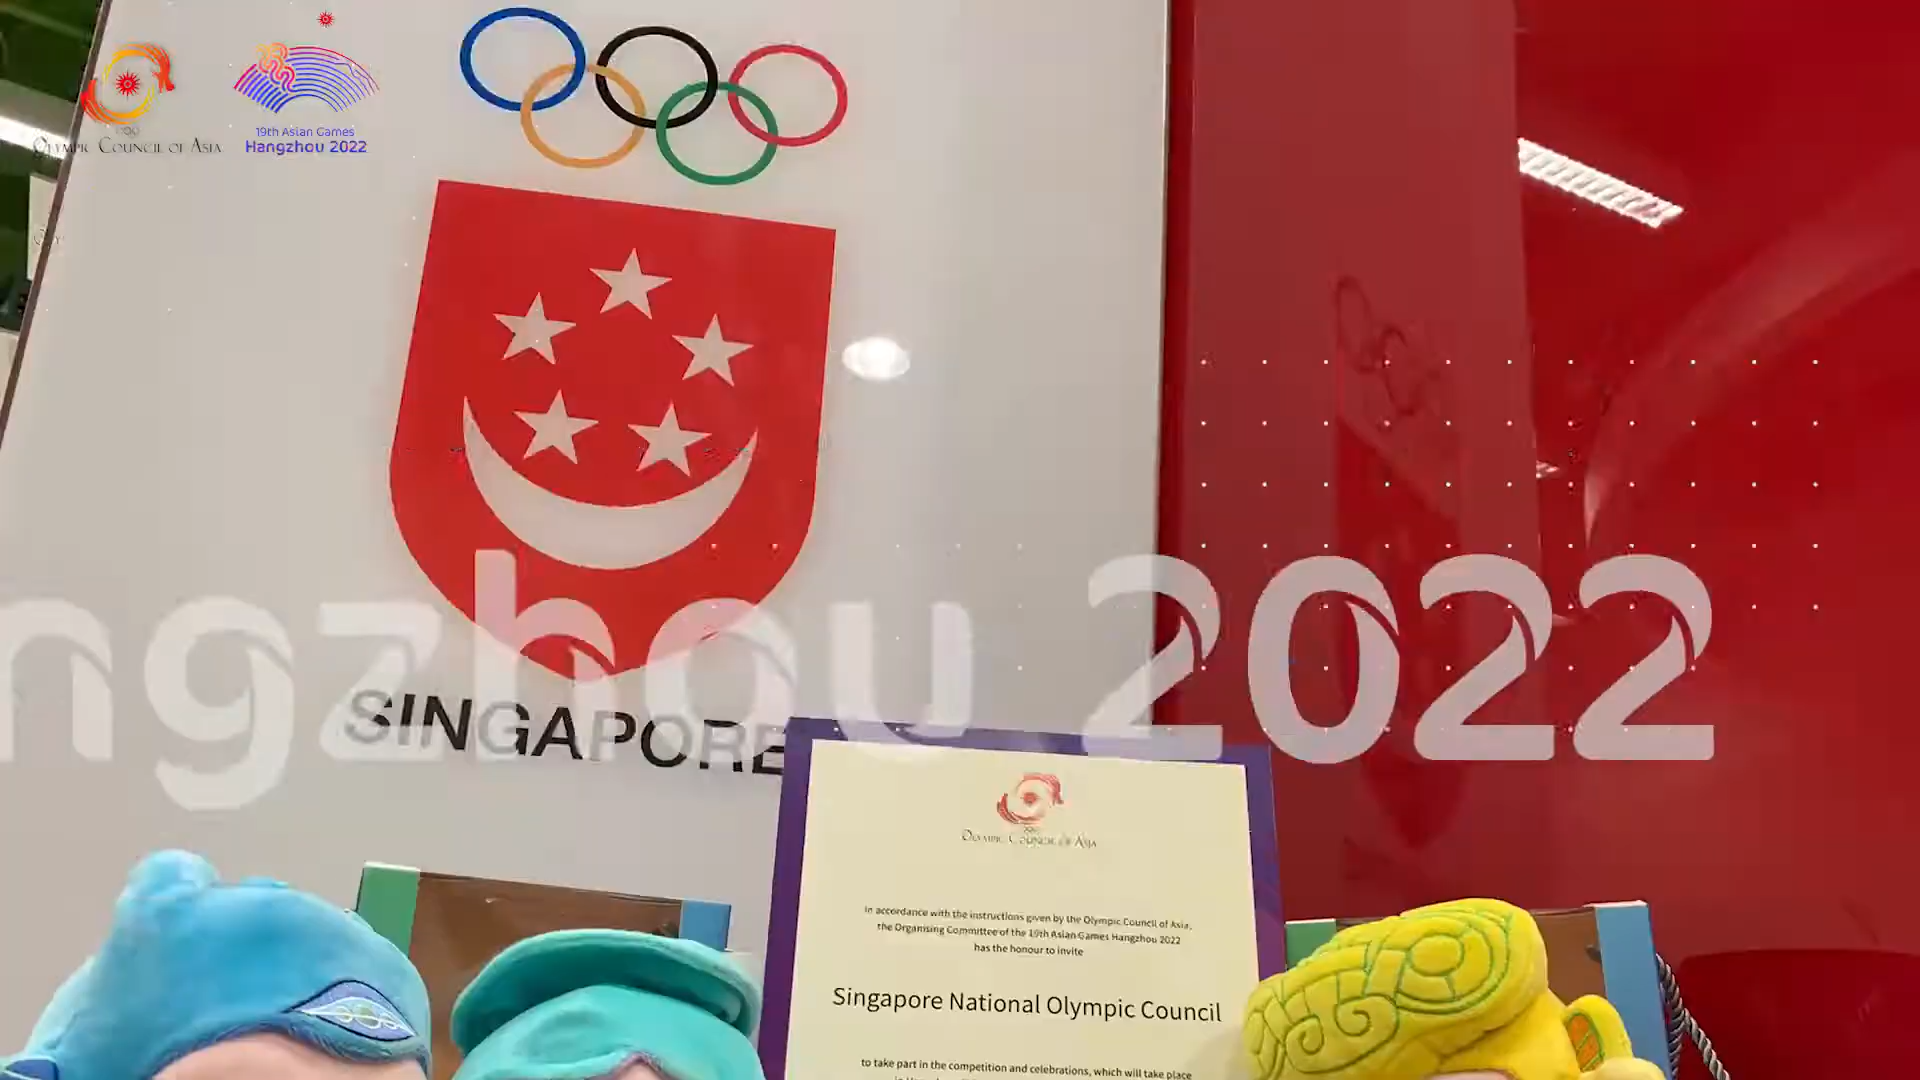 OLYMPIC COUNCIL OF ASIA
19th Asian Games
Hangzhou 2022
ngzhou 2022
SINGAPORE
OLYMPIC COUNCIL OF ASIA
In accordance with the instructions given by the Olympic Council of Asia,
the Organising Committee of the 19th Asian Games Hangzhou 2022
has the honour to invite
Singapore National Olympic Council
to take part in the competition and celebrations, which will take place